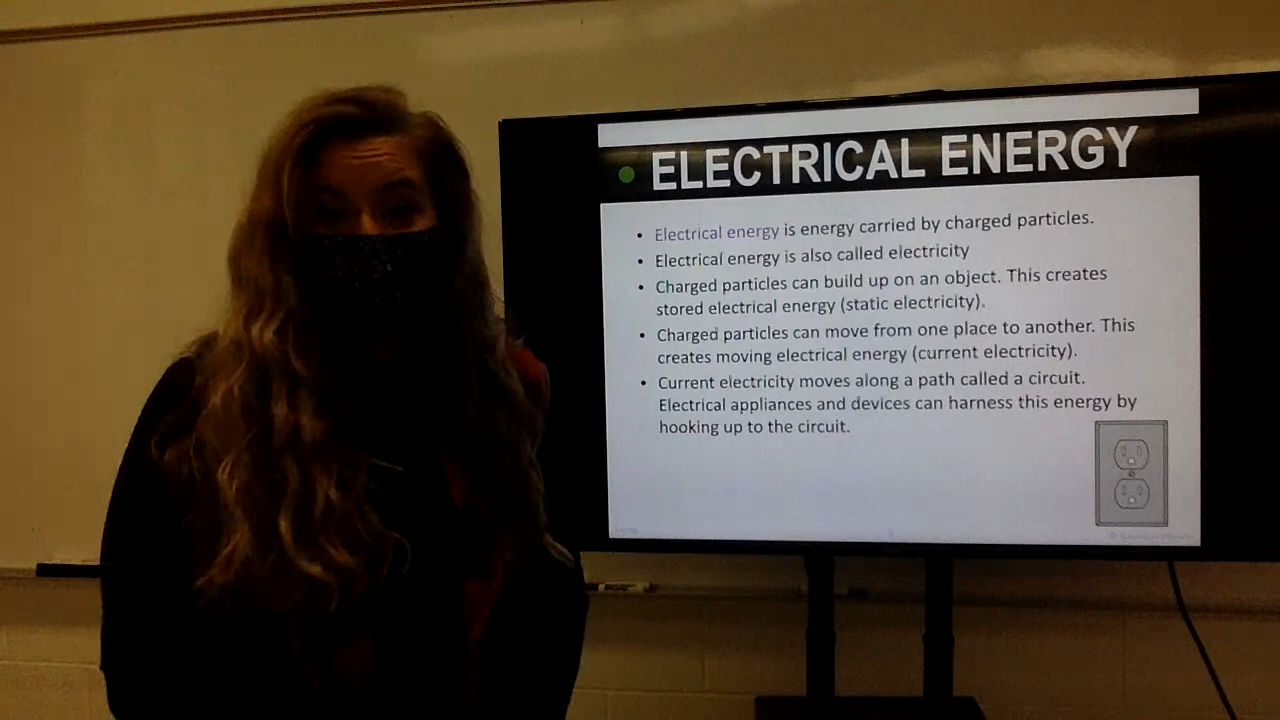 ELECTRICAL ENERGY
• Electrical energy is energy carried by charged particles.
• Electrical energy is also called electricity
• Charged particles can build up on an object. This creates
stored electrical energy (static electricity).
• Charged particles can move from one place to another. This
creates moving electrical energy (current electricity).
• Current electricity moves along a path called a circuit.
Electrical appliances and devices can harness this energy by
hooking up to the circuit.